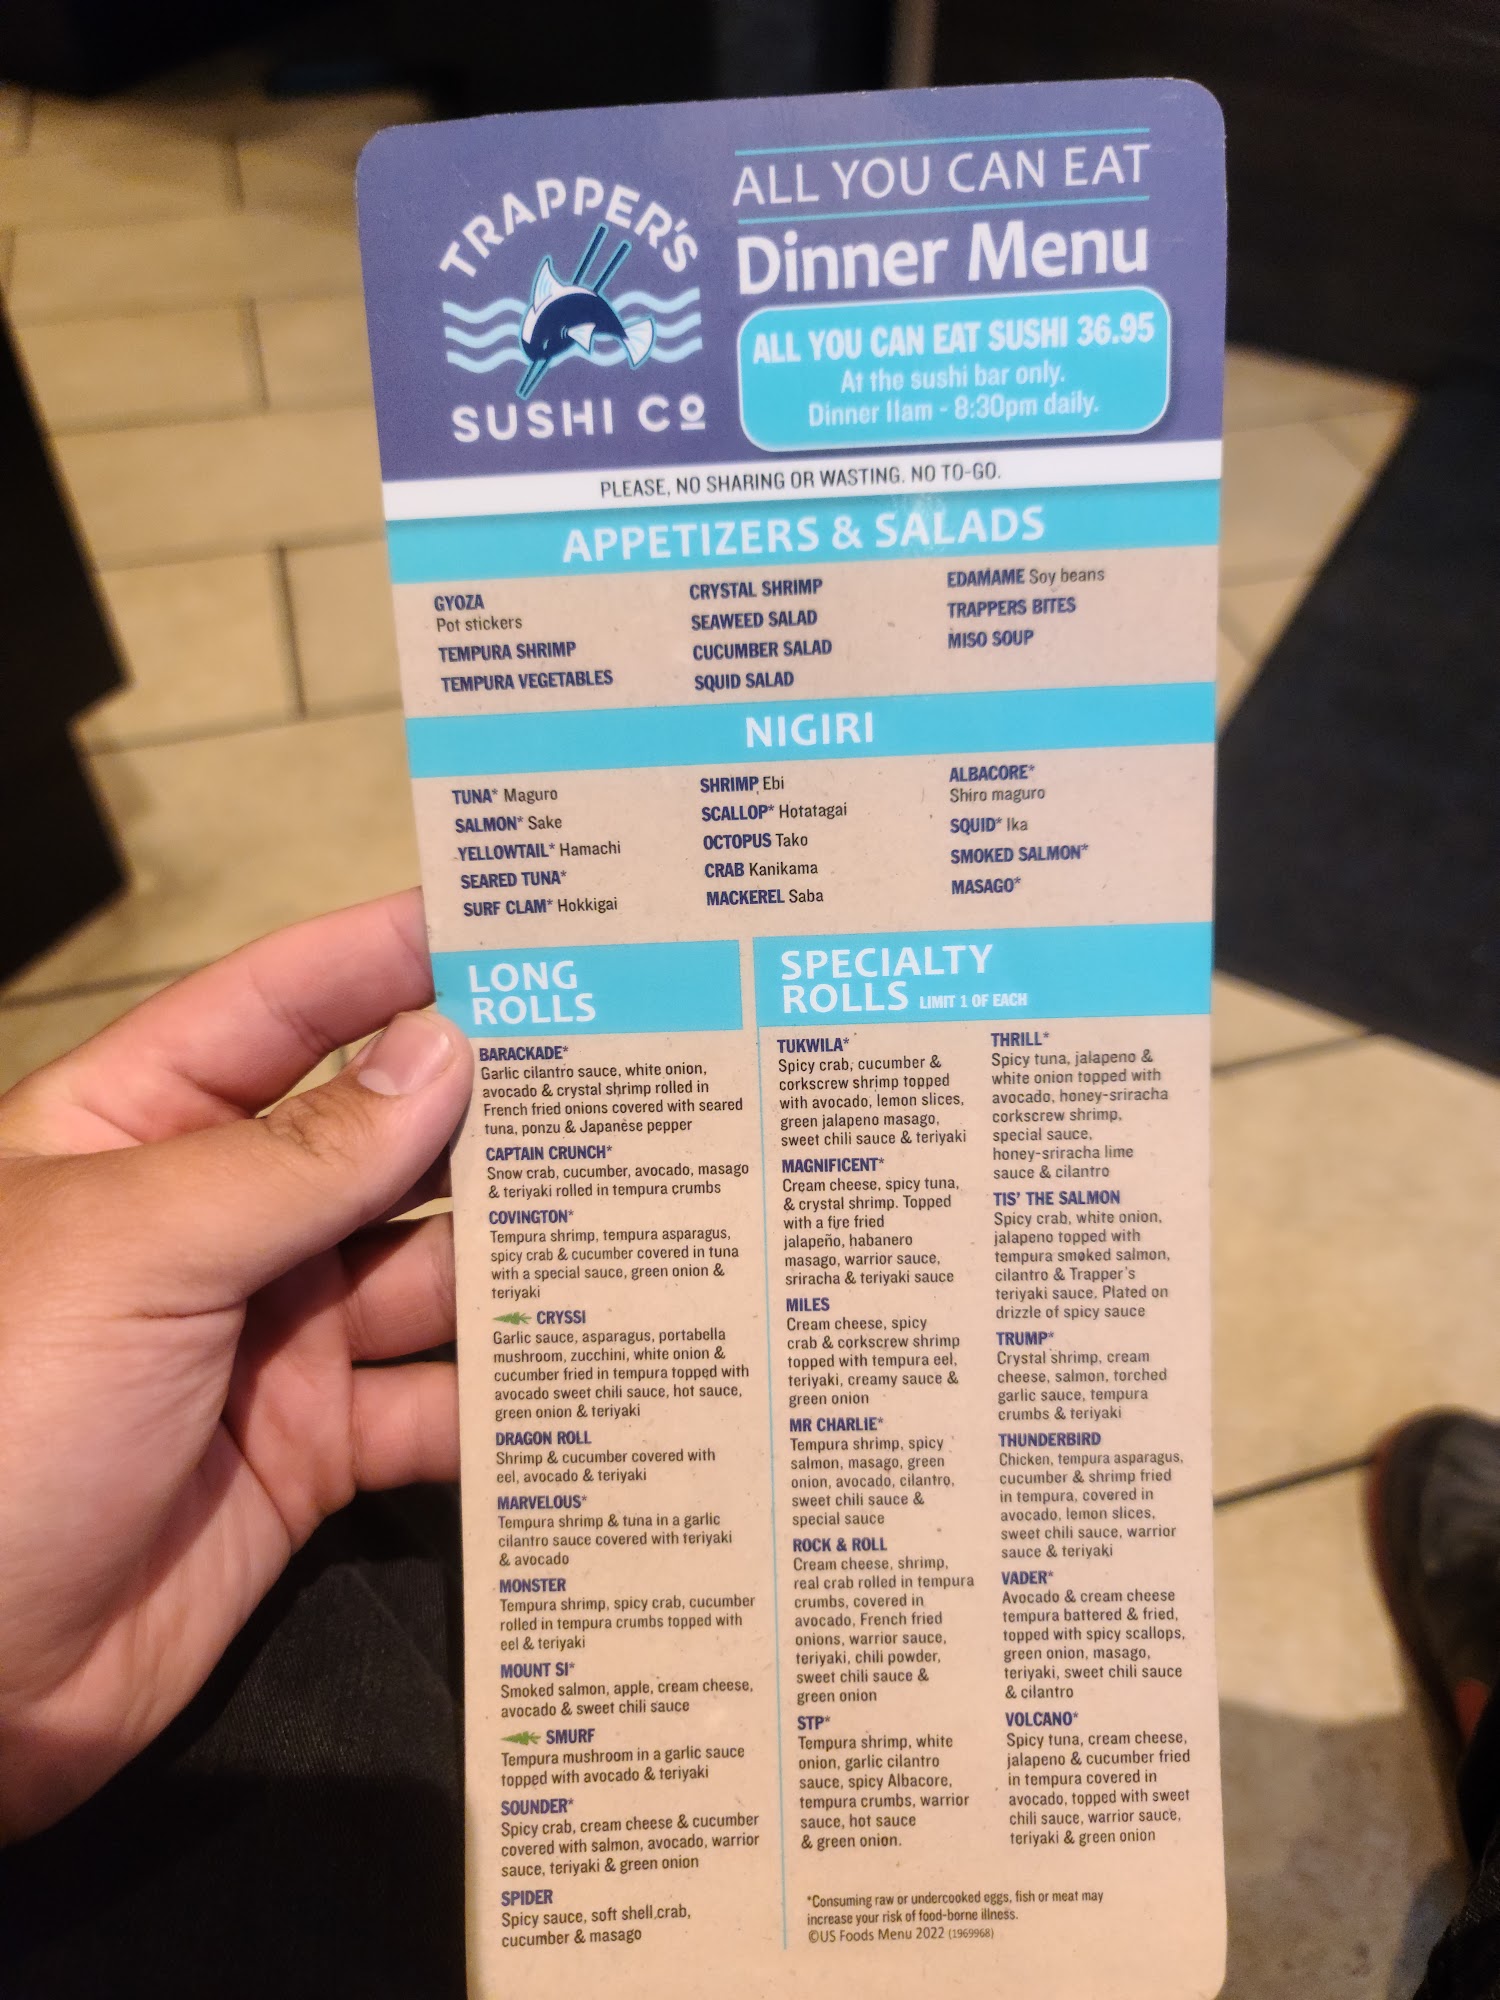 TRAPPER'S
SUSHI CO
ALL YOU CAN EAT
Dinner Menu
ALL YOU CAN EAT SUSHI 36.95
At the sushi bar only.
Dinner 11am - 8:30pm daily.
PLEASE, NO SHARING OR WASTING. NO TO-GO.
APPETIZERS & SALADS
GYOZA
Pot stickers
TEMPURA SHRIMP
TEMPURA VEGETABLES
CRYSTAL SHRIMP
SEAWEED SALAD
CUCUMBER SALAD
SQUID SALAD
EDAMAME Soy beans
TRAPPERS BITES
MISO SOUP
NIGIRI
TUNA* Maguro
SALMON* Sake
YELLOWTAIL* Hamachi
SEARED TUNA*
SURF CLAM* Hokkigai
SHRIMP Ebi
SCALLOP* Hotatagai
OCTOPUS Tako
CRAB Kanikama
MACKEREL Saba
ALBACORE*
Shiro maguro
SQUID* Ika
SMOKED SALMON*
MASAGO*
LONG
ROLLS
BARACKADE*
Garlic cilantro sauce, white onion,
avocado & crystal shrimp rolled in
French fried onions covered with seared
tuna, ponzu & Japanese pepper
CAPTAIN CRUNCH*
Snow crab, cucumber, avocado, masago
& teriyaki rolled in tempura crumbs
COVINGTON*
Tempura shrimp, tempura asparagus,
spicy crab & cucumber covered in tuna
with a special sauce, green onion &
teriyaki
CRYSSI
Garlic sauce, asparagus, portabella
mushroom, zucchini, white onion &
cucumber fried in tempura topped with
avocado sweet chili sauce, hot sauce,
green onion & teriyaki
DRAGON ROLL
Shrimp & cucumber covered with
eel, avocado & teriyaki
MARVELOUS*
Tempura shrimp & tuna in a garlic
cilantro sauce covered with teriyaki
& avocado
MONSTER
Tempura shrimp, spicy crab, cucumber
rolled in tempura crumbs topped with
eel & teriyaki
MOUNT SI*
Smoked salmon, apple, cream cheese,
avocado & sweet chili sauce
SMURF
Tempura mushroom in a garlic sauce
topped with avocado & teriyaki
SOUNDER*
Spicy crab, cream cheese & cucumber
covered with salmon, avocado, warrior
sauce, teriyaki & green onion
SPIDER
Spicy sauce, soft shell crab,
cucumber & masago
SPECIALTY
ROLLS LIMIT 1 OF EACH
TUKWILA*
Spicy crab, cucumber &
corkscrew shrimp topped
with avocado, lemon slices,
green jalapeno masago,
sweet chili sauce & teriyaki
MAGNIFICENT*
Cream cheese, spicy tuna,
& crystal shrimp. Topped
with a fire fried
jalapeño, habanero
masago, warrior sauce,
sriracha & teriyaki sauce
MILES
Cream cheese, spicy
crab & corkscrew shrimp
topped with tempura eel,
teriyaki, creamy sauce &
green onion
MR CHARLIE*
Tempura shrimp, spicy
salmon, masago, green
onion, avocado, cilantro,
sweet chili sauce &
special sauce
ROCK & ROLL
Cream cheese, shrimp,
real crab rolled in tempura
crumbs, covered in
avocado, French fried
onions, warrior sauce,
teriyaki, chili powder,
sweet chili sauce &
green onion
STP*
Tempura shrimp, white
onion, garlic cilantro
sauce, spicy Albacore,
tempura crumbs, warrior
sauce, hot sauce
& green onion.
THRILL*
Spicy tuna, jalapeno &
white onion topped with
avocado, honey-sriracha
corkscrew shrimp,
special sauce,
honey-sriracha lime
sauce & cilantro
TIS' THE SALMON
Spicy crab, white onion,
jalapeno topped with
tempura smoked salmon,
cilantro & Trapper's
teriyaki sauce. Plated on
drizzle of spicy sauce
TRUMP*
Crystal shrimp, cream
cheese, salmon, torched
garlic sauce, tempura
crumbs & teriyaki
THUNDERBIRD
Chicken, tempura asparagus,
cucumber & shrimp fried
in tempura, covered in
avocado, lemon slices,
sweet chili sauce, warrior
sauce & teriyaki
VADER*
Avocado & cream cheese
tempura battered & fried,
topped with spicy scallops,
green onion, masago,
teriyaki, sweet chili sauce
& cilantro
VOLCANO*
Spicy tuna, cream cheese,
jalapeno & cucumber fried
in tempura covered in
avocado, topped with sweet
chili sauce, warrior sauce,
teriyaki & green onion
*Consuming raw or undercooked eggs, fish or meat may
increase your risk of food-borne illness.
©US Foods Menu 2022 (1969968)